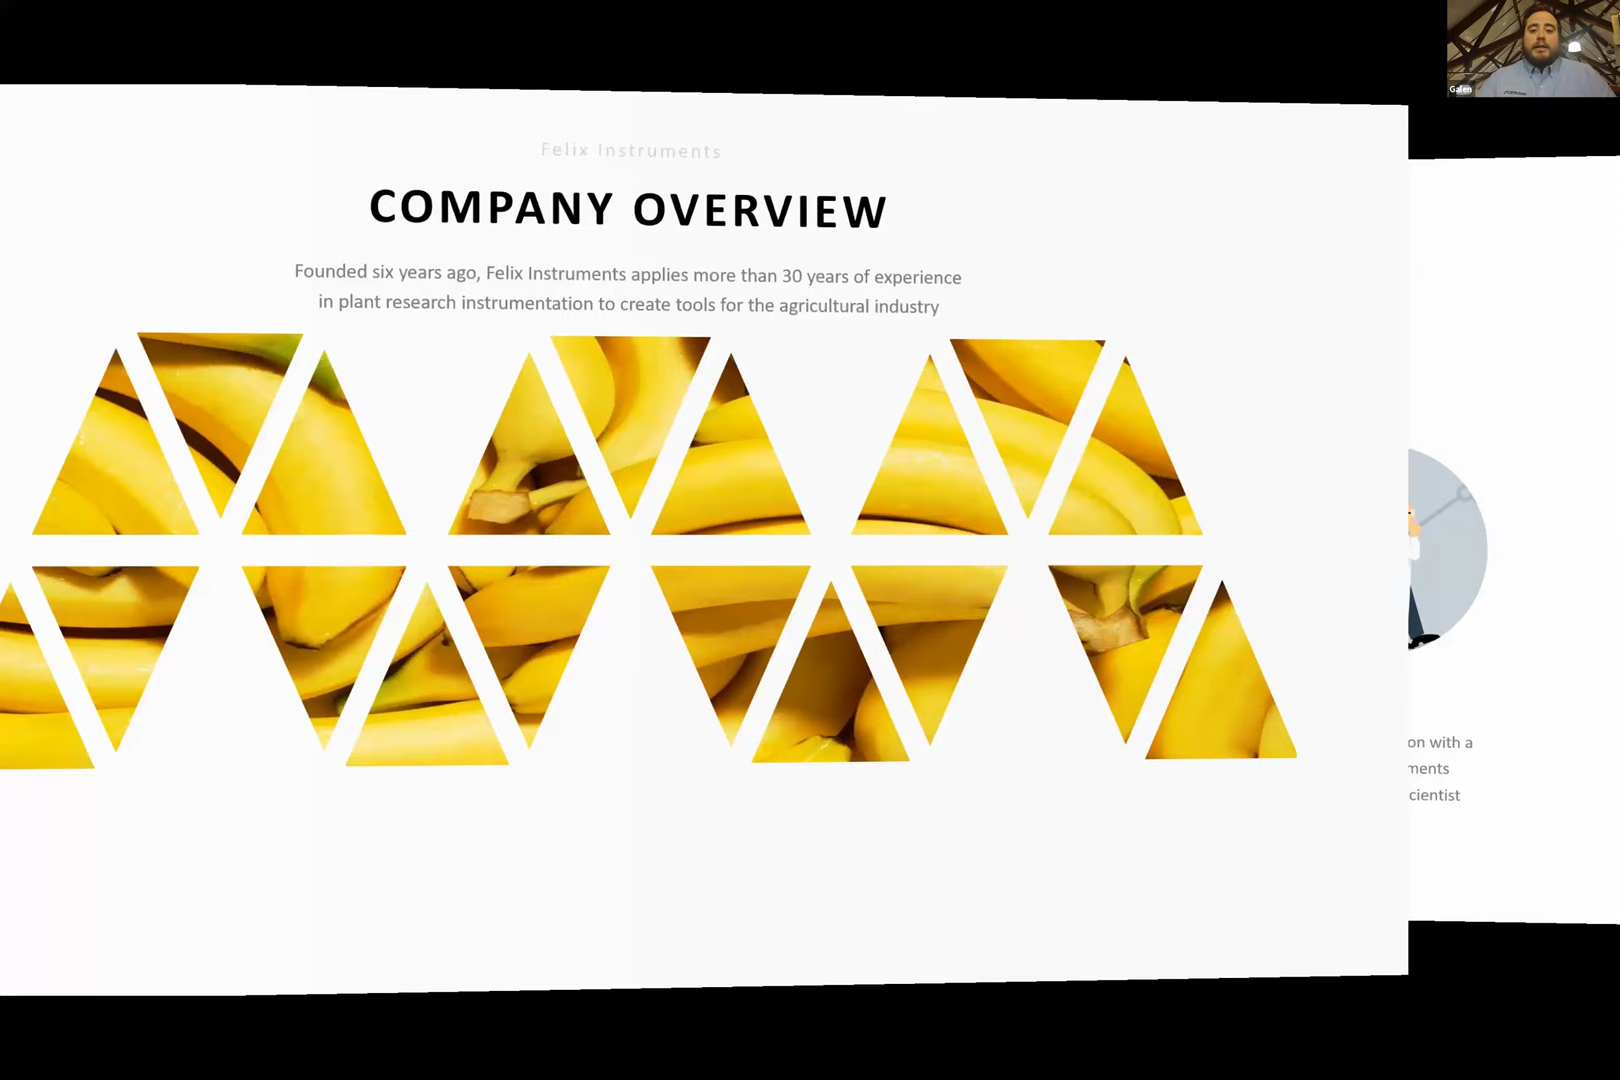 Galen
Felix Instruments
COMPANY OVERVIEW
Founded six years ago, Felix Instruments applies more than 30 years of experience
in plant research instrumentation to create tools for the agricultural industry
on with a
ments
cientist